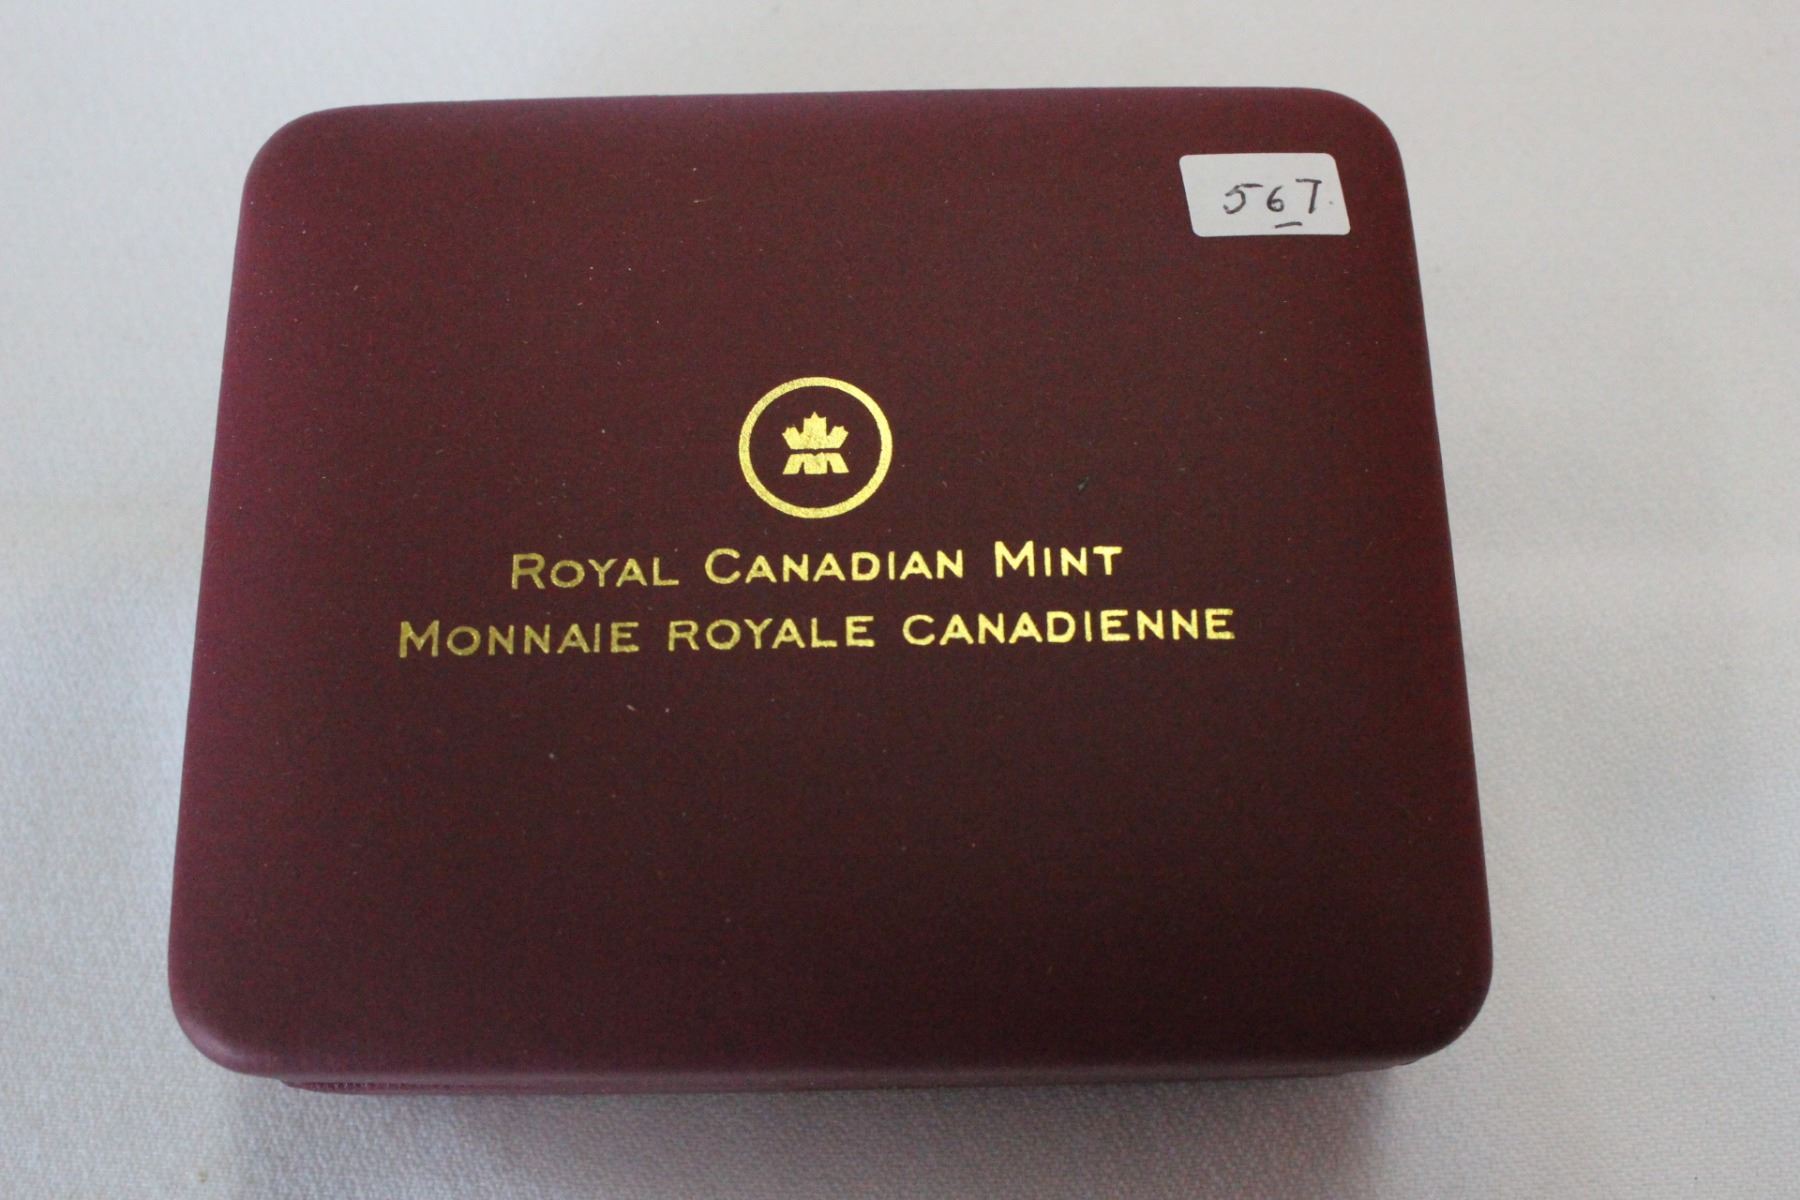 567.
ROYAL CANADIAN MINT
MONNAIE ROYALE CANADIENNE